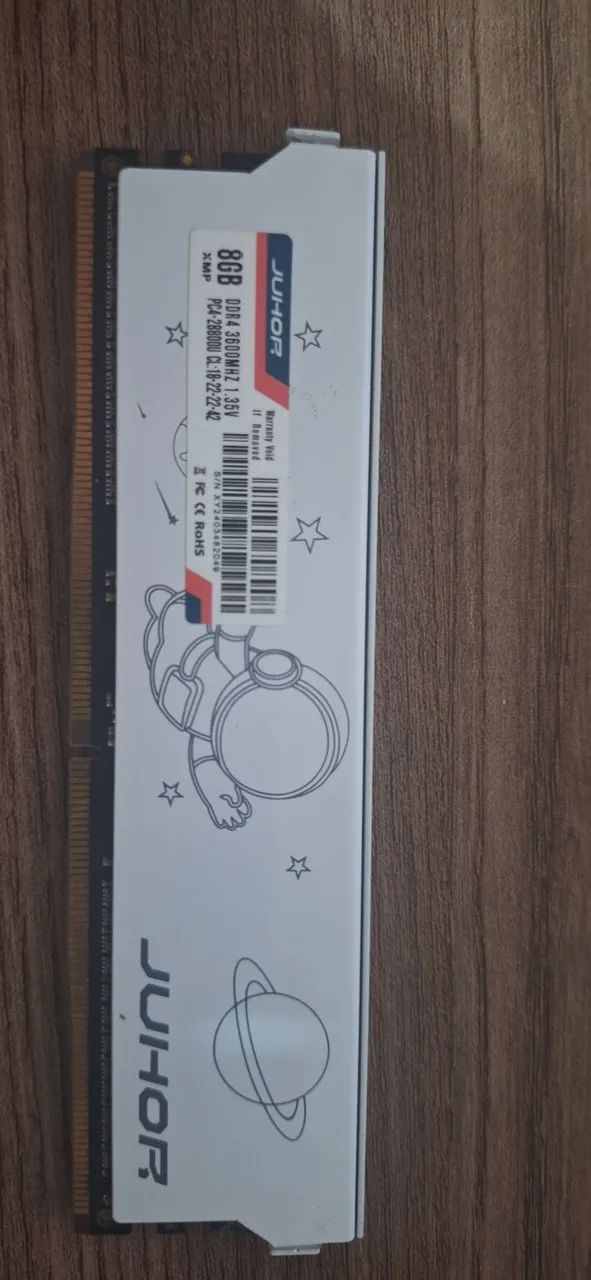 JUHOR
8GB
XMP
DDR4 3600MHZ 1.35V
PC4-28800U CL:18-22-22-42
Warranty Void
if Removed
S/N XY2403482049
FC CE RoHS
JUHOR